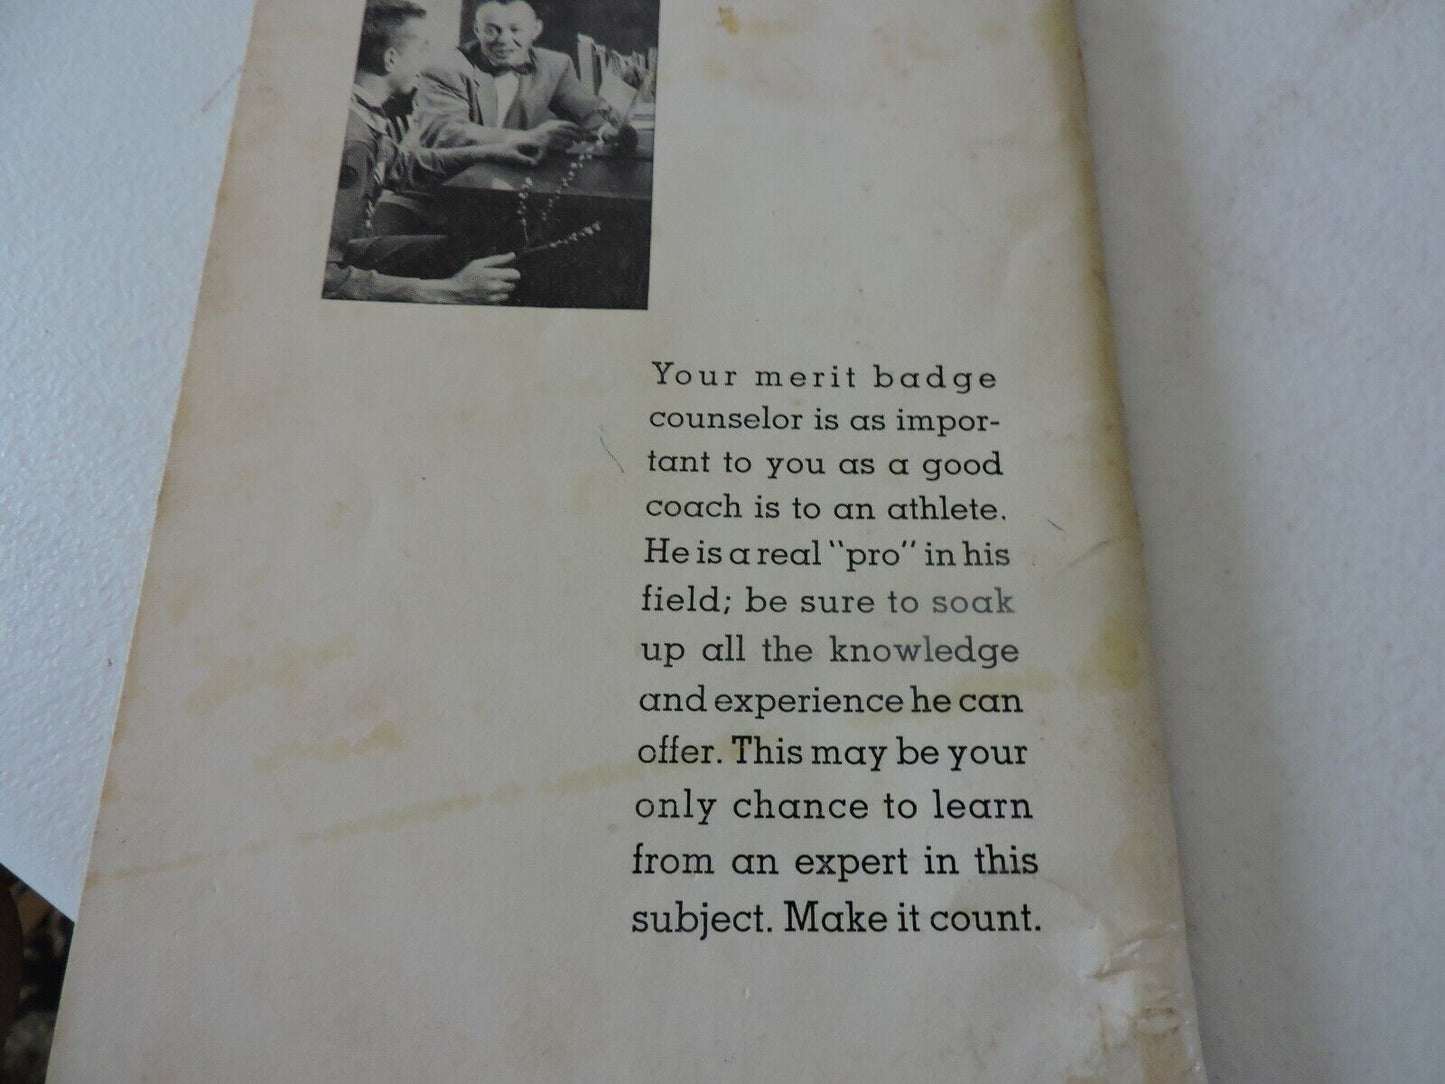 Your merit badge
counselor is as impor-
tant to you as a good
coach is to an athlete.
He is a real "pro" in his
field; be sure to soak
up all the knowledge
and experience he can
offer. This may be your
only chance to learn
from an expert in this
subject. Make it count.